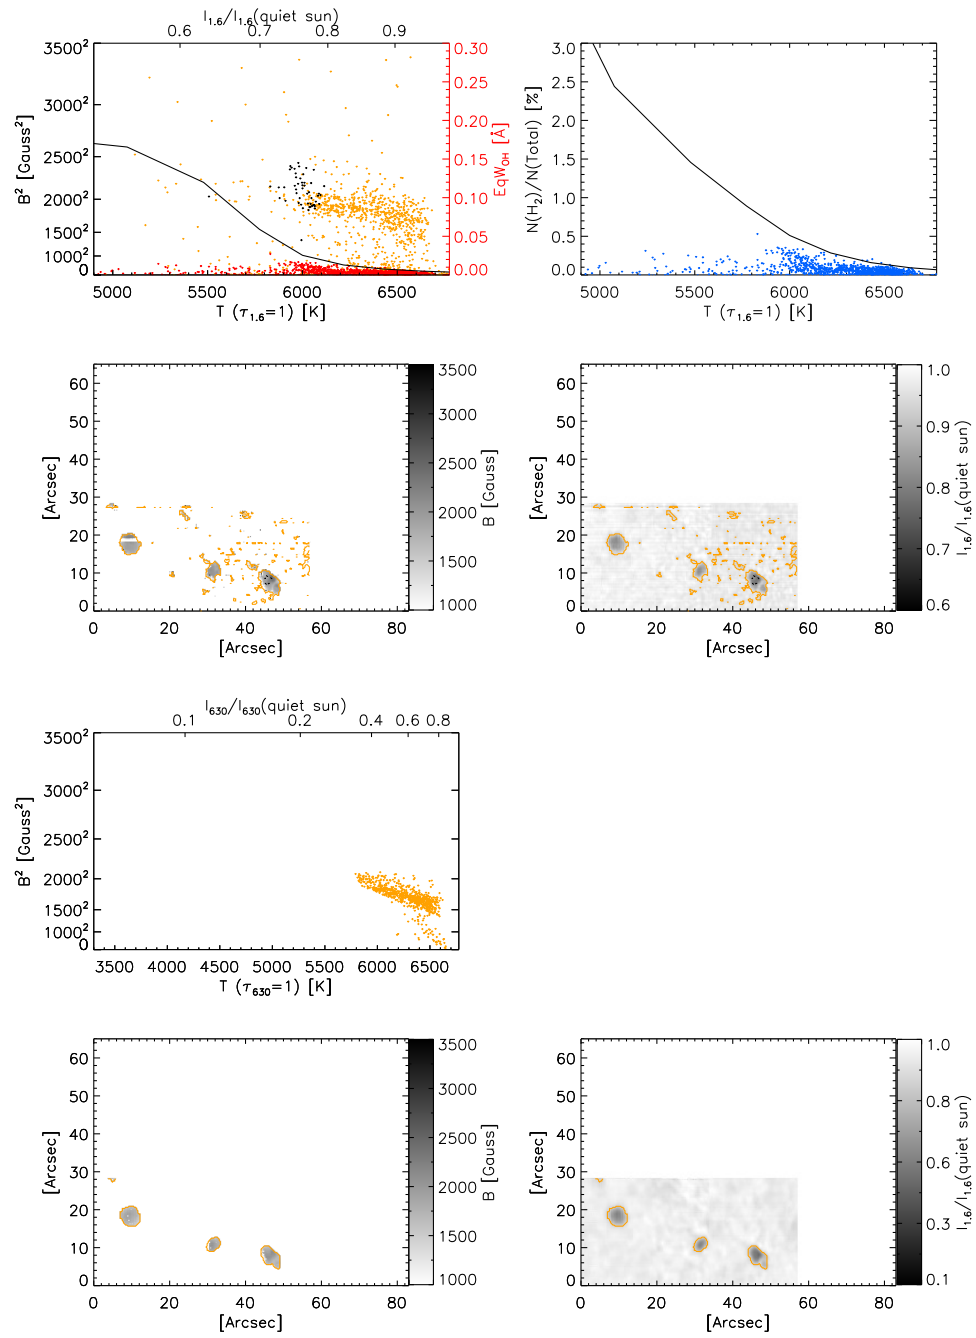 I₁.₆/I₁.₆(quiet sun)
0.6 0.7 0.8 0.9
3500² 3000² 2500² 2000² 1500² 1000² 0
B² [Gauss²]
0.30 0.25 0.20 0.15 0.10 0.05 0.00
EqW_OH [Å]
5000 5500 6000 6500
T (τ₁.₆=1) [K]
3.0 2.5 2.0 1.5 1.0 0.5 0.0
N(H₂)/N(Total) [%]
5000 5500 6000 6500
T (τ₁.₆=1) [K]
60 50 40 30 20 10 0
[Arcsec]
0 20 40 60 80
[Arcsec]
3500 3000 2500 2000 1500 1000
B [Gauss]
60 50 40 30 20 10 0
[Arcsec]
0 20 40 60 80
[Arcsec]
1.0 0.9 0.8 0.7 0.6
I₁.₆/I₁.₆(quiet sun)
I₆₃₀/I₆₃₀(quiet sun)
0.1 0.2 0.4 0.6 0.8
3500² 3000² 2500² 2000² 1500² 1000² 0
B² [Gauss²]
3500 4000 4500 5000 5500 6000 6500
T (τ₆₃₀=1) [K]
60 50 40 30 20 10 0
[Arcsec]
0 20 40 60 80
[Arcsec]
3500 3000 2500 2000 1500 1000
B [Gauss]
60 50 40 30 20 10 0
[Arcsec]
0 20 40 60 80
[Arcsec]
1.0 0.8 0.6 0.3 0.1
I₁.₆/I₁.₆(quiet sun)